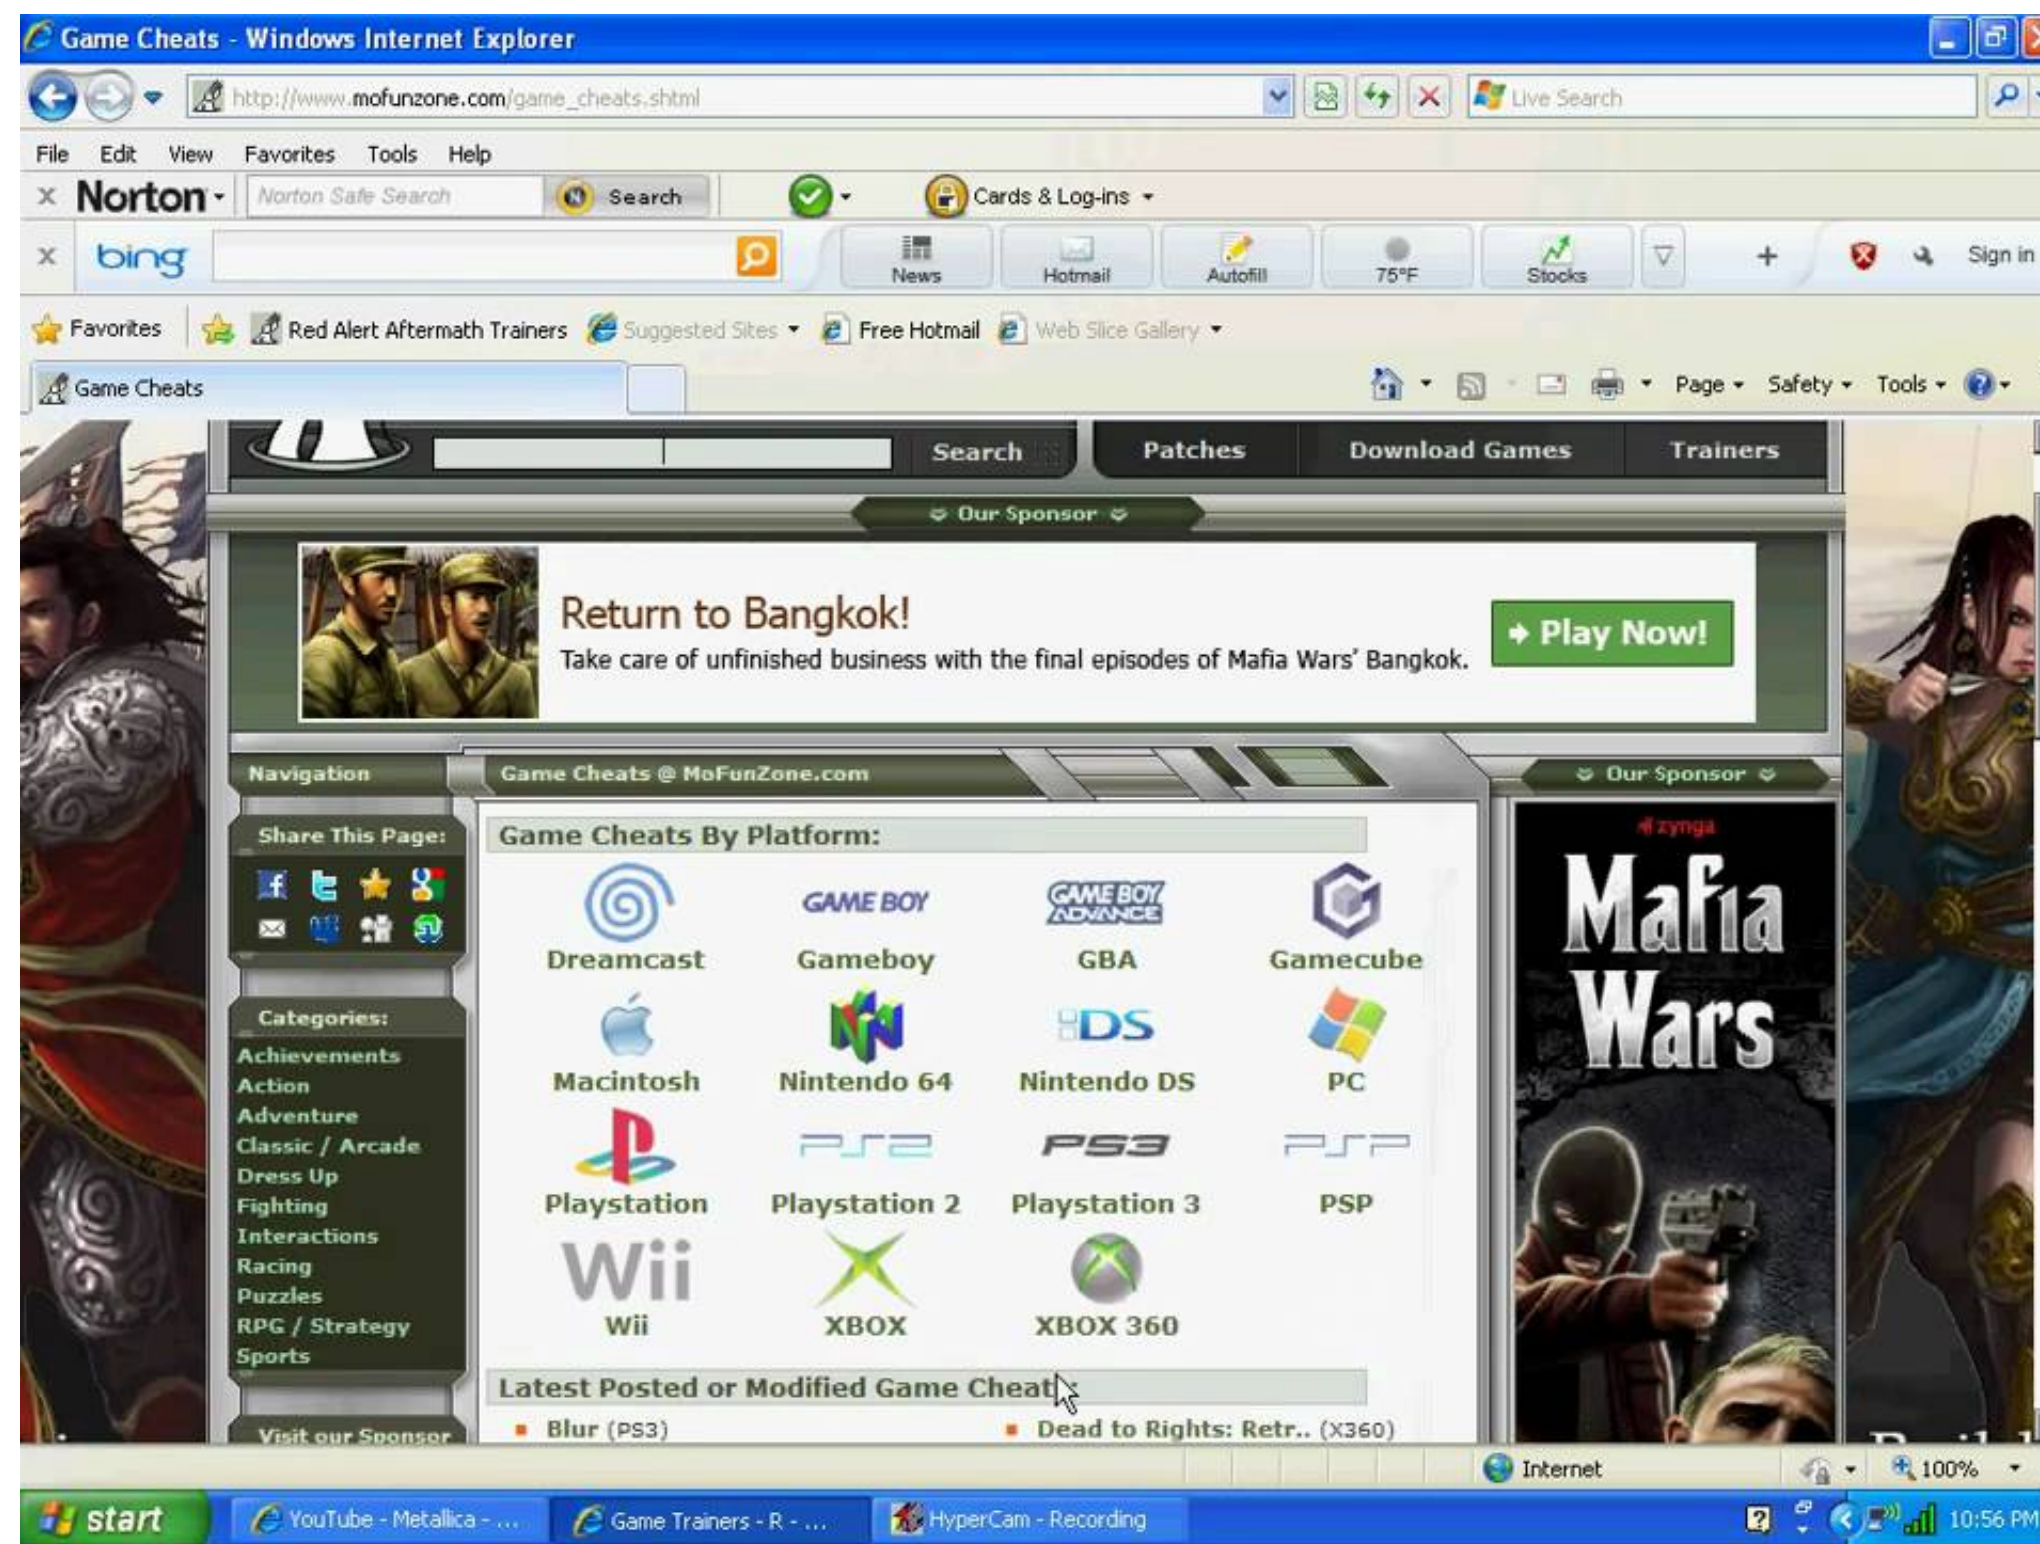 Game Cheats - Windows Internet Explorer
http://www.mofunzone.com/game_cheats.shtml
Live Search
File Edit View Favorites Tools Help
x Norton Norton Safe Search Search Cards & Log-ins
x bing News Hotmail Autofill 75°F Stocks + Sign in
Favorites Red Alert Aftermath Trainers Suggested Sites Free Hotmail Web Slice Gallery
Game Cheats Page Safety Tools
Search Patches Download Games Trainers
Our Sponsor
Return to Bangkok!
Take care of unfinished business with the final episodes of Mafia Wars' Bangkok.
Play Now!
Navigation
Game Cheats @ MoFunZone.com
Our Sponsor
Share This Page:
Categories:
Achievements
Action
Adventure
Classic / Arcade
Dress Up
Fighting
Interactions
Racing
Puzzles
RPG / Strategy
Sports
Visit our Sponsor
Game Cheats By Platform:
GAME BOY GAME BOY ADVANCE
Dreamcast Gameboy GBA Gamecube
DS
Macintosh Nintendo 64 Nintendo DS PC
PS2 PS3 PSP
Playstation Playstation 2 Playstation 3 PSP
Wii
Wii XBOX XBOX 360
Latest Posted or Modified Game Cheats:
Blur (PS3) Dead to Rights: Retr.. (X360)
zynga
Mafia
Wars
Internet 100%
start YouTube - Metallica - ... Game Trainers - R - ... HyperCam - Recording 10:56 PM